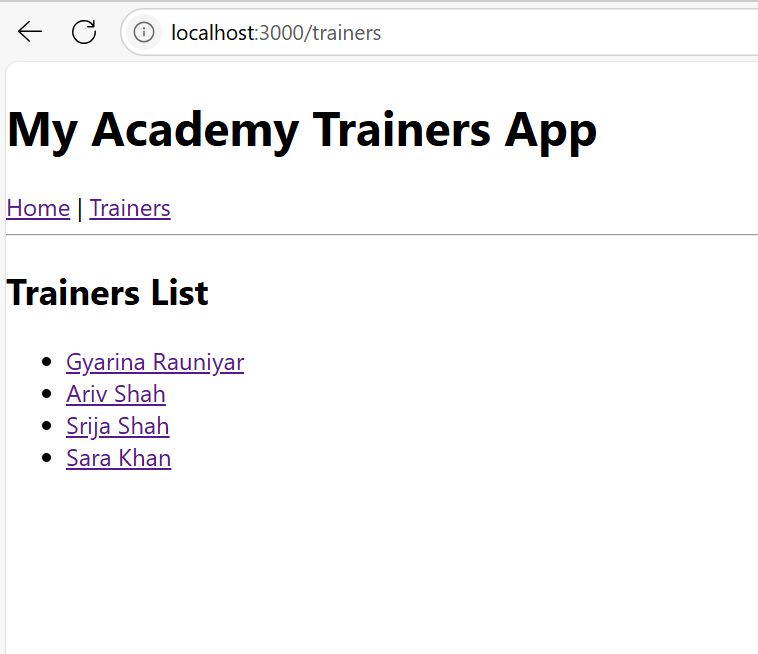 localhost:3000/trainers
My Academy Trainers App
Home | Trainers
Trainers List
Gyarina Rauniyar
Ariv Shah
Srija Shah
Sara Khan